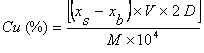 Cu (%) = [(x_s − x_b) × V × 2 D] / M × 10^4